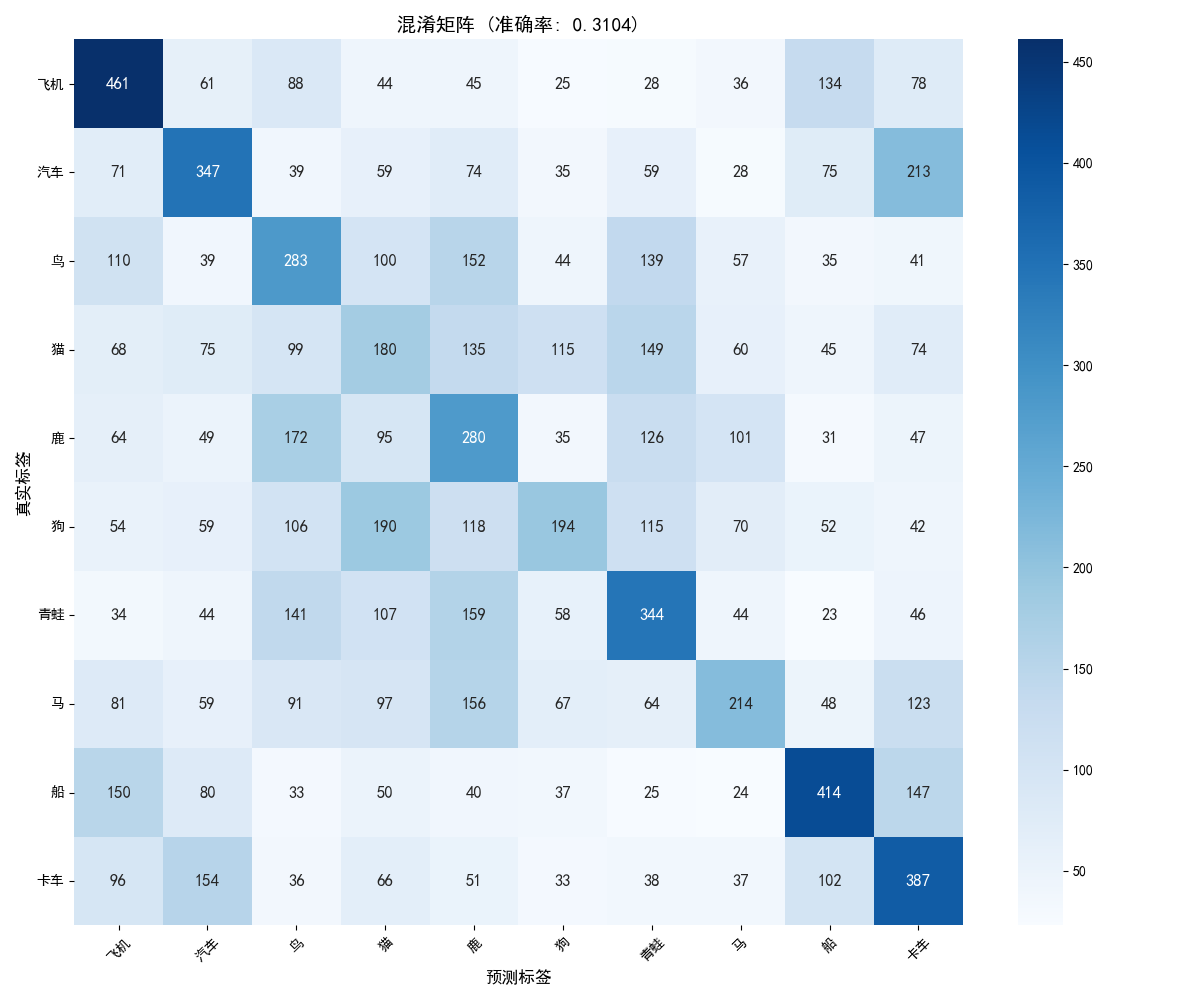 混淆矩阵 (准确率: 0.3104)
飞机 461 61 88 44 45 25 28 36 134 78
汽车 71 347 39 59 74 35 59 28 75 213
鸟 110 39 283 100 152 44 139 57 35 41
猫 68 75 99 180 135 115 149 60 45 74
鹿 64 49 172 95 280 35 126 101 31 47
狗 54 59 106 190 118 194 115 70 52 42
青蛙 34 44 141 107 159 58 344 44 23 46
马 81 59 91 97 156 67 64 214 48 123
船 150 80 33 50 40 37 25 24 414 147
卡车 96 154 36 66 51 33 38 37 102 387
飞机 汽车 鸟 猫 鹿 狗 青蛙 马 船 卡车
预测标签
真实标签
450
400
350
300
250
200
150
100
50